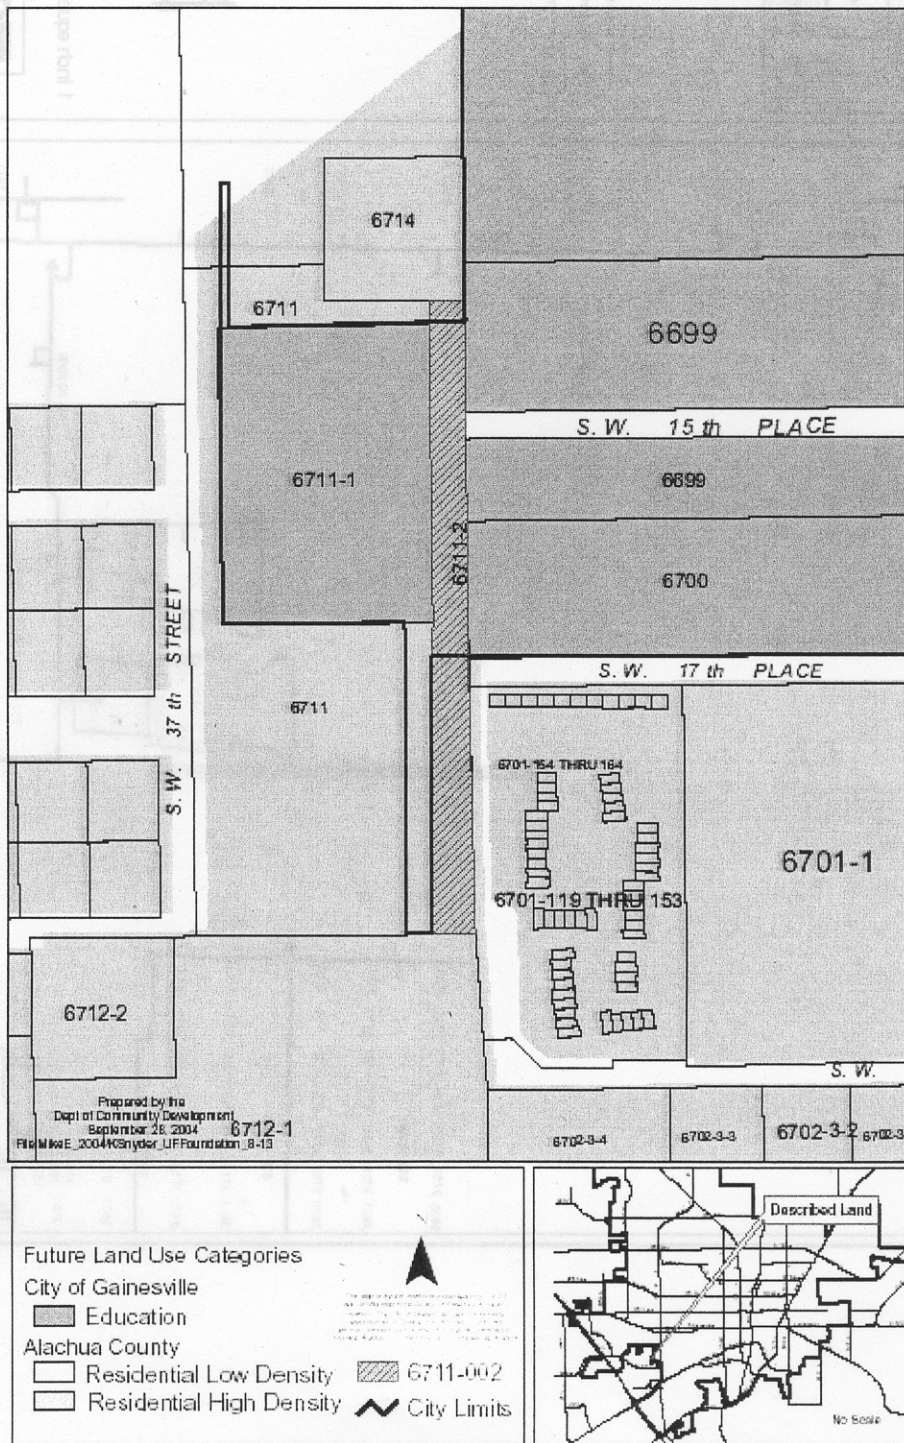 6714
6711
6699
S. W. 15 th PLACE
6711-1
6699
6711-2
6700
S. W. 37 th STREET
S. W. 17 th PLACE
6711
6701-154 THRU 164
6701-1
6701-119 THRU 153
6712-2
S. W.
Prepared by the
Dept of Community Development
September 28, 2004
6712-1
6702-3-4
6702-3-3
6702-3-2
6702-3
Described Land
Future Land Use Categories
City of Gainesville
Education
Alachua County
Residential Low Density
6711-002
Residential High Density
City Limits
No Scale